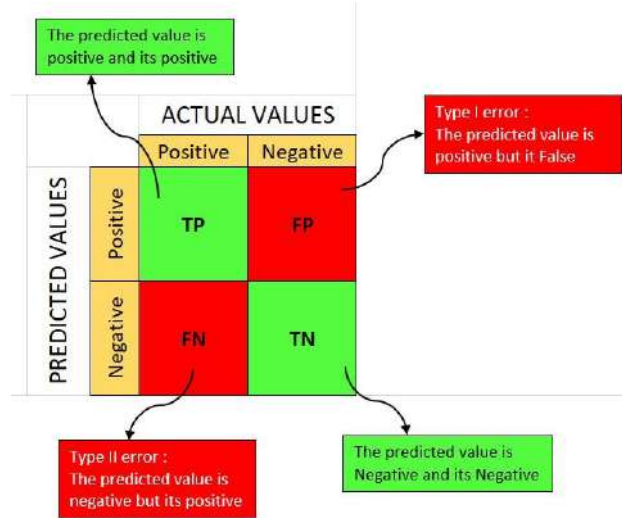 The predicted value is
positive and its positive
ACTUAL VALUES
Positive Negative
Type I error :
The predicted value is
positive but it False
PREDICTED VALUES
Positive
TP FP
Negative
FN TN
Type II error :
The predicted value is
negative but its positive
The predicted value is
Negative and its Negative